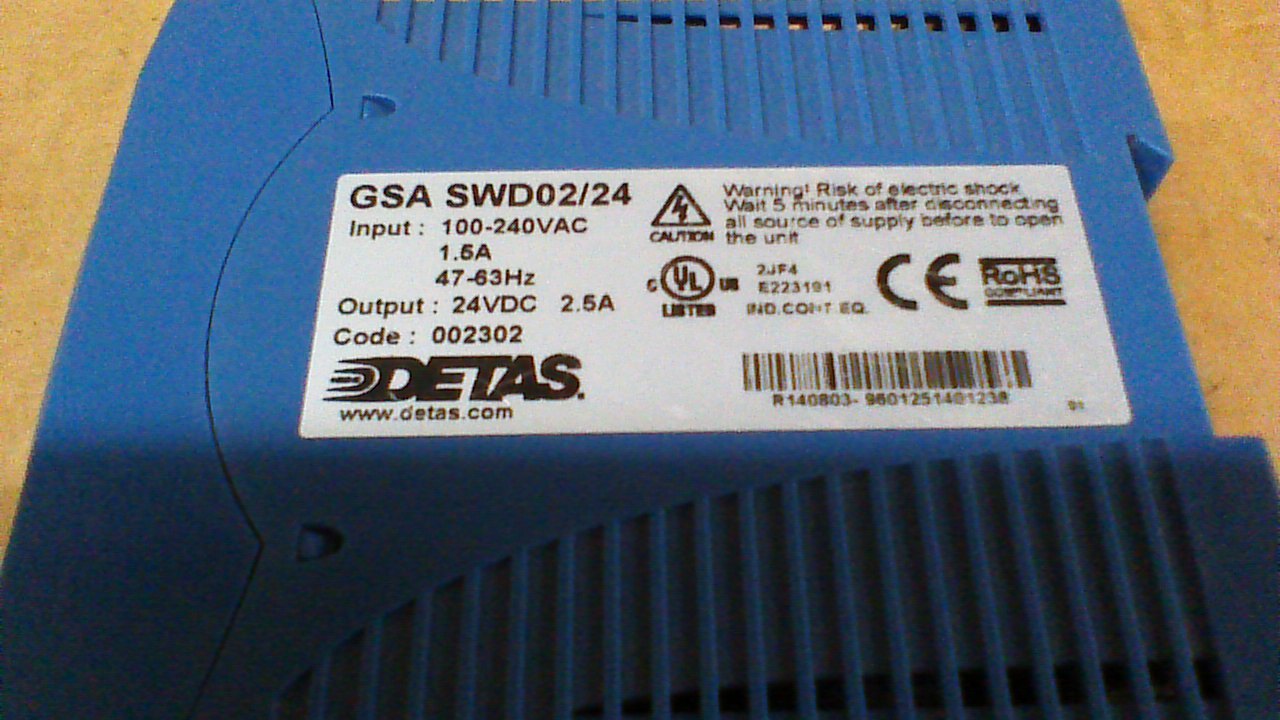 GSA SWD02/24
Input : 100-240VAC
1.5A
47-63Hz
Output : 24VDC 2.5A
Code : 002302
DETAS.
www.detas.com
CAUTION
Warning! Risk of electric shock
Wait 5 minutes after disconnecting
all source of supply before to open
the unit
C UL US
LISTED
2JF4
E223191
IND.CONT EQ.
CE
RoHS
COMPLIANT
R140803- 9601251401238